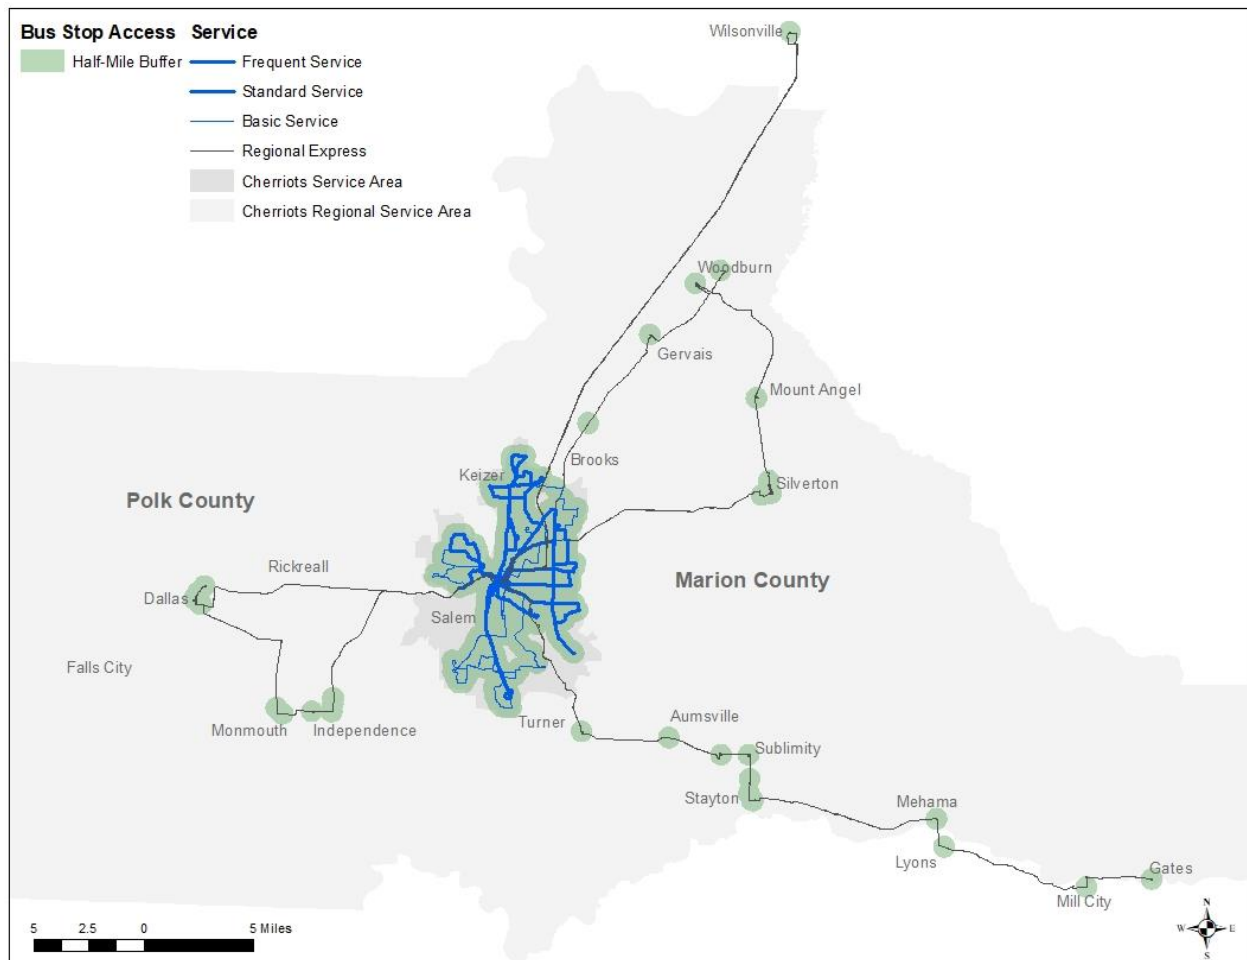 Bus Stop Access Service
Half-Mile Buffer
Frequent Service
Standard Service
Basic Service
Regional Express
Cherriots Service Area
Cherriots Regional Service Area
Wilsonville
Woodburn
Gervais
Mount Angel
Brooks
Keizer
Silverton
Polk County
Rickreall
Marion County
Dallas
Salem
Falls City
Monmouth
Independence
Turner
Aumsville
Sublimity
Stayton
Mehama
Lyons
Gates
Mill City
5 2.5 0 5 Miles
N
W E
S